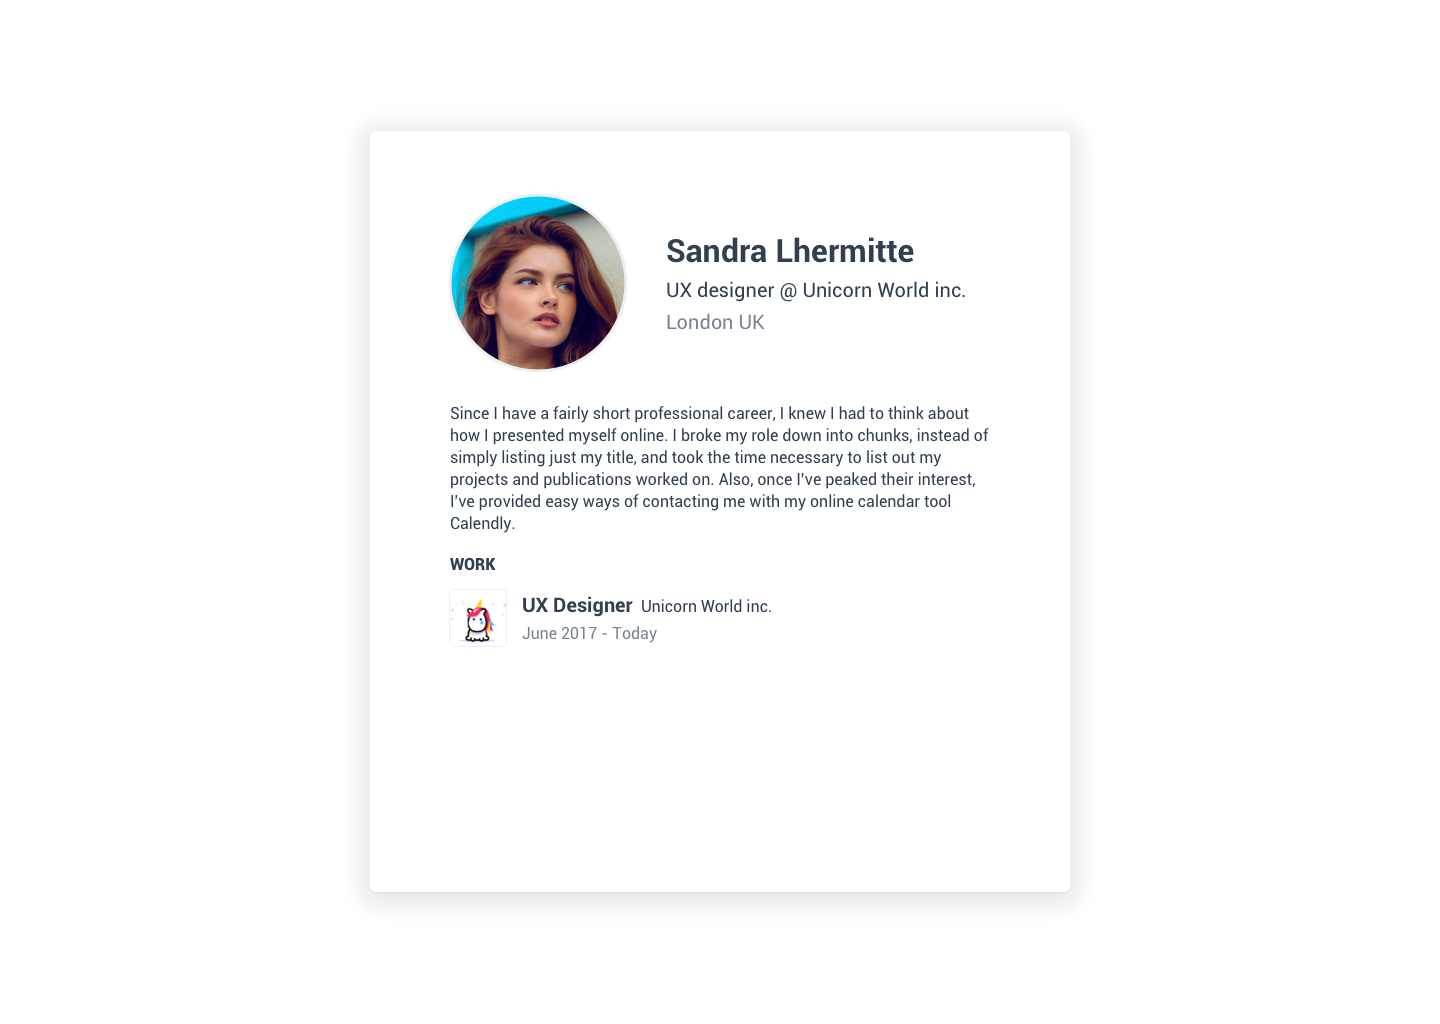 Sandra Lhermitte
UX designer @ Unicorn World inc.
London UK
Since I have a fairly short professional career, I knew I had to think about
how I presented myself online. I broke my role down into chunks, instead of
simply listing just my title, and took the time necessary to list out my
projects and publications worked on. Also, once I've peaked their interest,
I've provided easy ways of contacting me with my online calendar tool
Calendly.
WORK
UX Designer Unicorn World inc.
June 2017 - Today